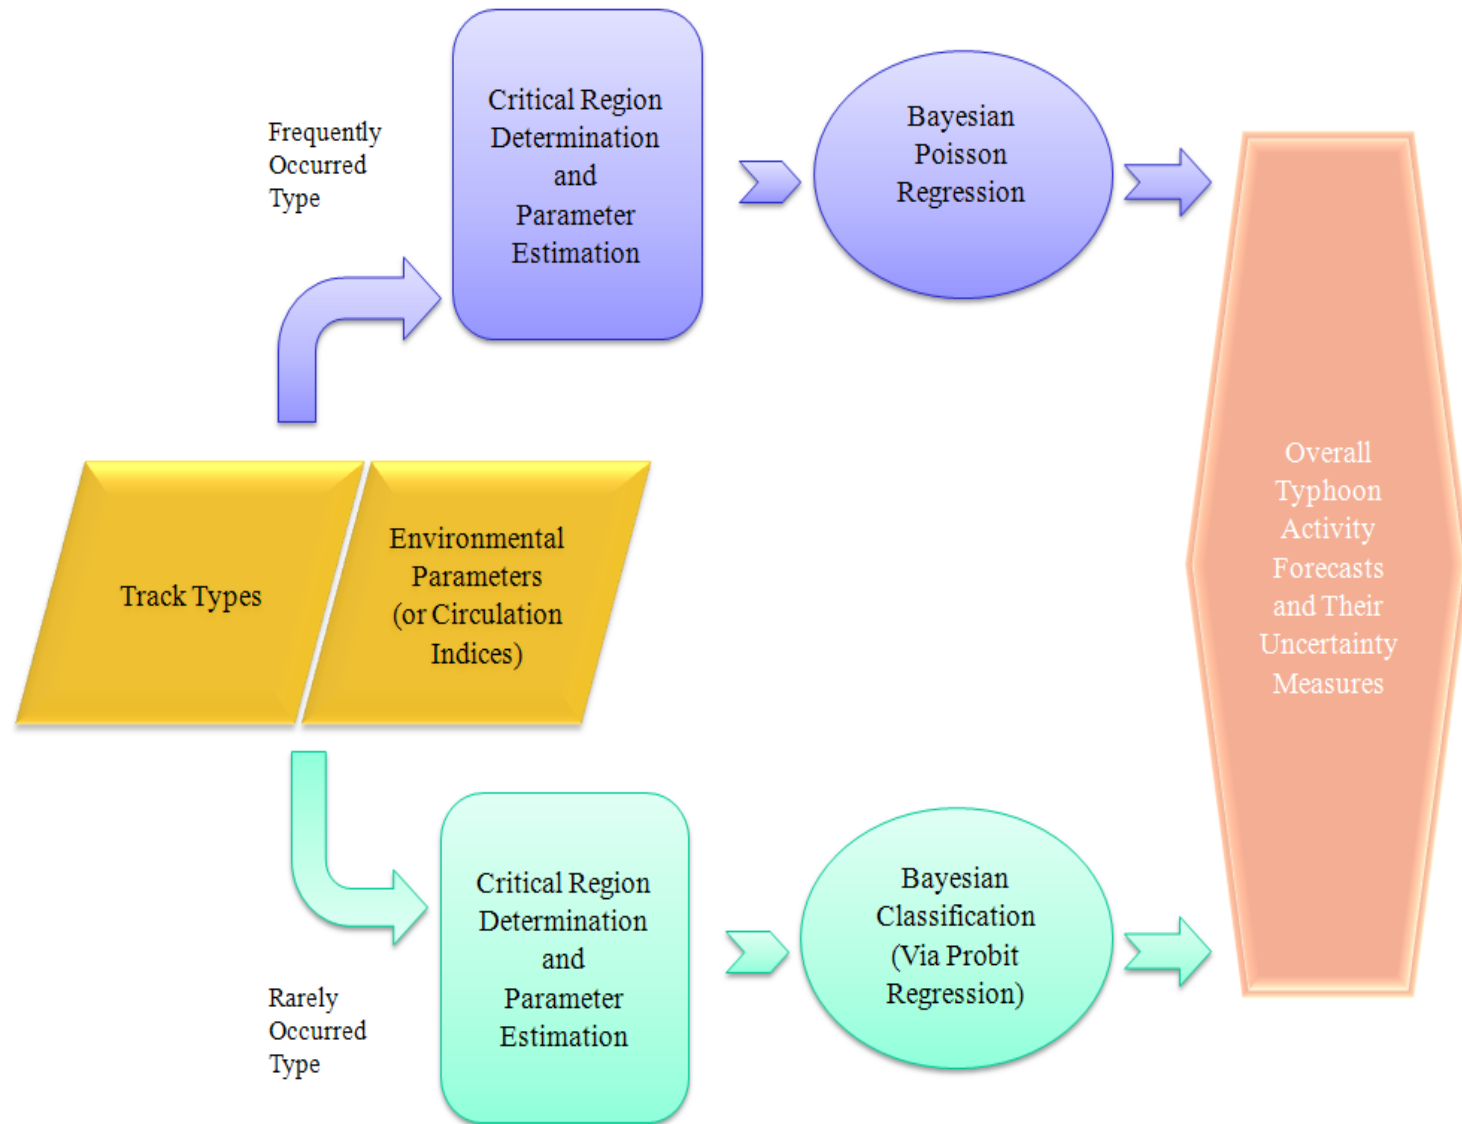 Frequently
Occurred
Type
Critical Region
Determination
and
Parameter
Estimation
Bayesian
Poisson
Regression
Track Types
Environmental
Parameters
(or Circulation
Indices)
Overall
Typhoon
Activity
Forecasts
and Their
Uncertainty
Measures
Rarely
Occurred
Type
Critical Region
Determination
and
Parameter
Estimation
Bayesian
Classification
(Via Probit
Regression)